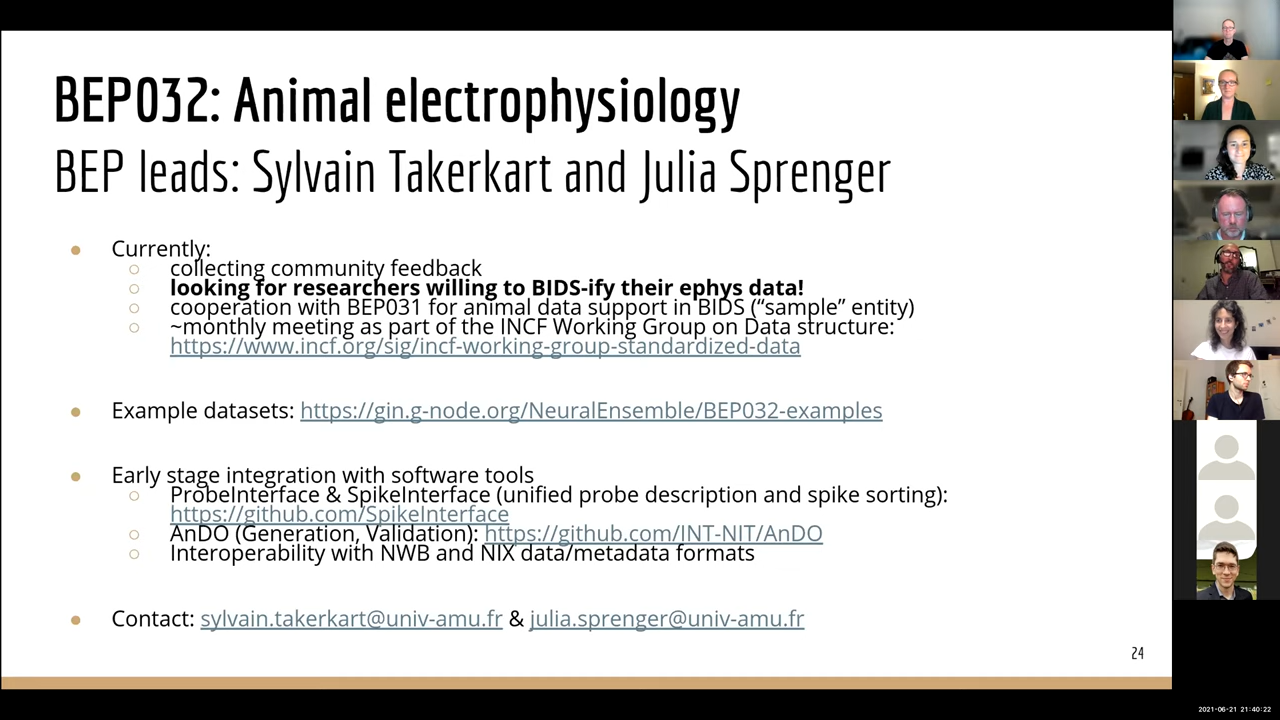 BEP032: Animal electrophysiology
BEP leads: Sylvain Takerkart and Julia Sprenger
● Currently:
○ collecting community feedback
○ looking for researchers willing to BIDS-ify their ephys data!
○ cooperation with BEP031 for animal data support in BIDS (“sample” entity)
○ ~monthly meeting as part of the INCF Working Group on Data structure:
https://www.incf.org/sig/incf-working-group-standardized-data
● Example datasets: https://gin.g-node.org/NeuralEnsemble/BEP032-examples
● Early stage integration with software tools
○ ProbeInterface & SpikeInterface (unified probe description and spike sorting):
https://github.com/SpikeInterface
○ AnDO (Generation, Validation): https://github.com/INT-NIT/AnDO
○ Interoperability with NWB and NIX data/metadata formats
● Contact: sylvain.takerkart@univ-amu.fr & julia.sprenger@univ-amu.fr
24
2021-06-21 21:40:22